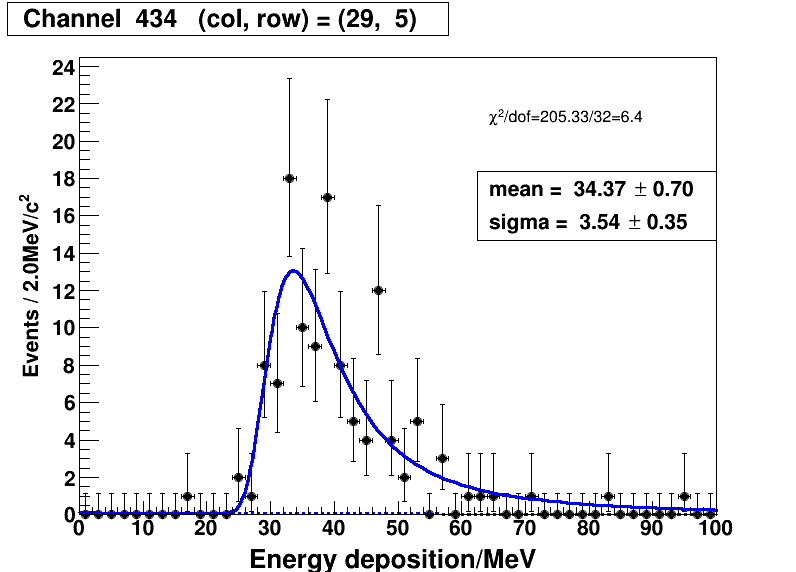 Channel 434 (col, row) = (29, 5)
24
22
20
18
16
14
12
10
8
6
4
2
0
Events / 2.0MeV/c²
χ²/dof=205.33/32=6.4
mean = 34.37 ± 0.70
sigma = 3.54 ± 0.35
0 10 20 30 40 50 60 70 80 90 100
Energy deposition/MeV